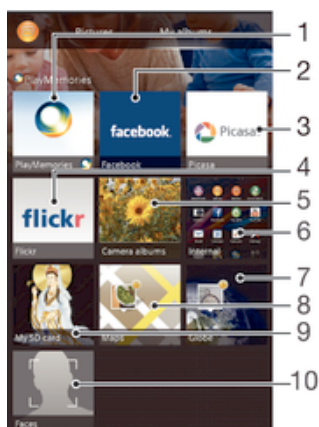 Pictures My albums
PlayMemories
facebook.
Picasa
PlayMemories Facebook Picasa
flickr
Flickr Camera albums Internal
My SD card Maps Globe
Faces
1
2
3
4
5
6
7
8
9
10